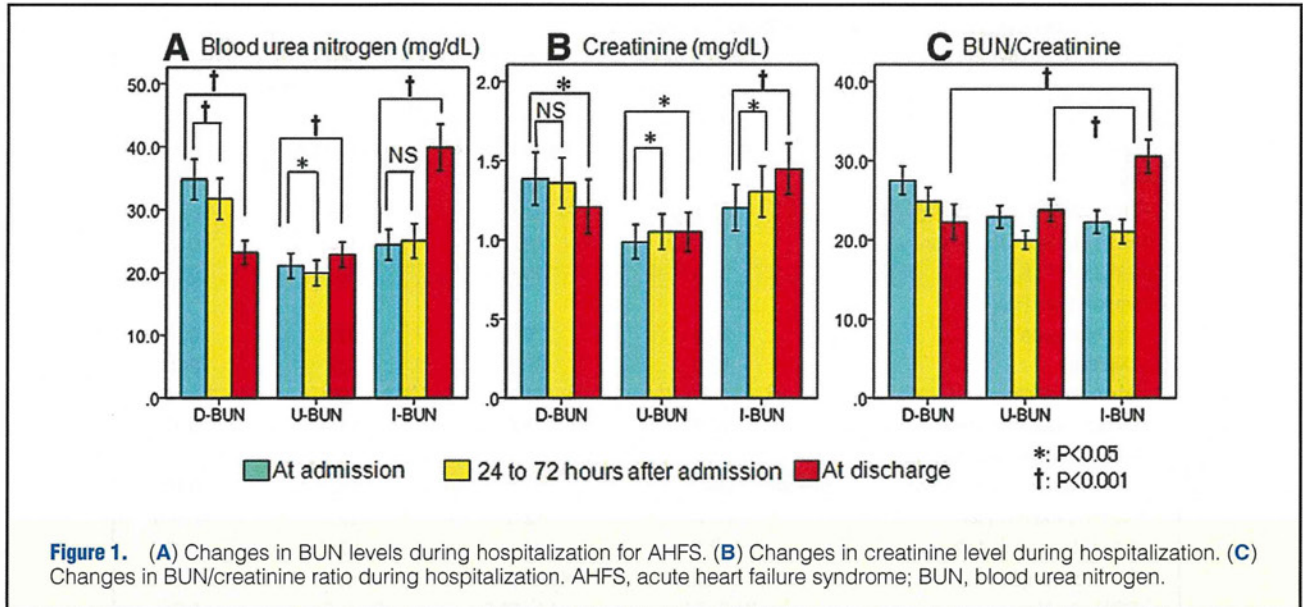 A Blood urea nitrogen (mg/dL)
50.0
40.0
30.0
20.0
10.0
.0
†
†
†
*
†
NS
D-BUN U-BUN I-BUN
B Creatinine (mg/dL)
2.0
1.5
1.0
.5
.0
*
NS
*
*
†
*
D-BUN U-BUN I-BUN
C BUN/Creatinine
40.0
30.0
20.0
10.0
.0
†
†
D-BUN U-BUN I-BUN
At admission 24 to 72 hours after admission At discharge
*: P<0.05
†: P<0.001
Figure 1. (A) Changes in BUN levels during hospitalization for AHFS. (B) Changes in creatinine level during hospitalization. (C)
Changes in BUN/creatinine ratio during hospitalization. AHFS, acute heart failure syndrome; BUN, blood urea nitrogen.